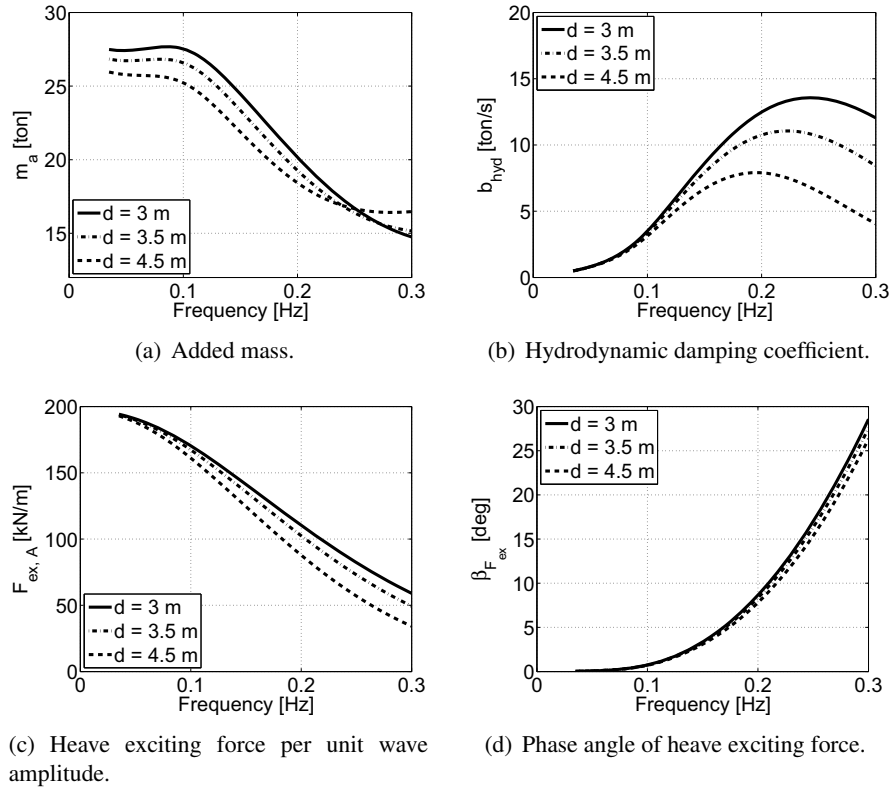 30
25
20
15
m_a [ton]
d = 3 m
d = 3.5 m
d = 4.5 m
0
0.1
0.2
0.3
Frequency [Hz]
(a) Added mass.
20
15
10
5
0
b_hyd [ton/s]
d = 3 m
d = 3.5 m
d = 4.5 m
0
0.1
0.2
0.3
Frequency [Hz]
(b) Hydrodynamic damping coefficient.
200
150
100
50
0
F_ex, A [kN/m]
d = 3 m
d = 3.5 m
d = 4.5 m
0
0.1
0.2
0.3
Frequency [Hz]
(c) Heave exciting force per unit wave
amplitude.
30
25
20
15
10
5
0
β_F_ex [deg]
d = 3 m
d = 3.5 m
d = 4.5 m
0
0.1
0.2
0.3
Frequency [Hz]
(d) Phase angle of heave exciting force.